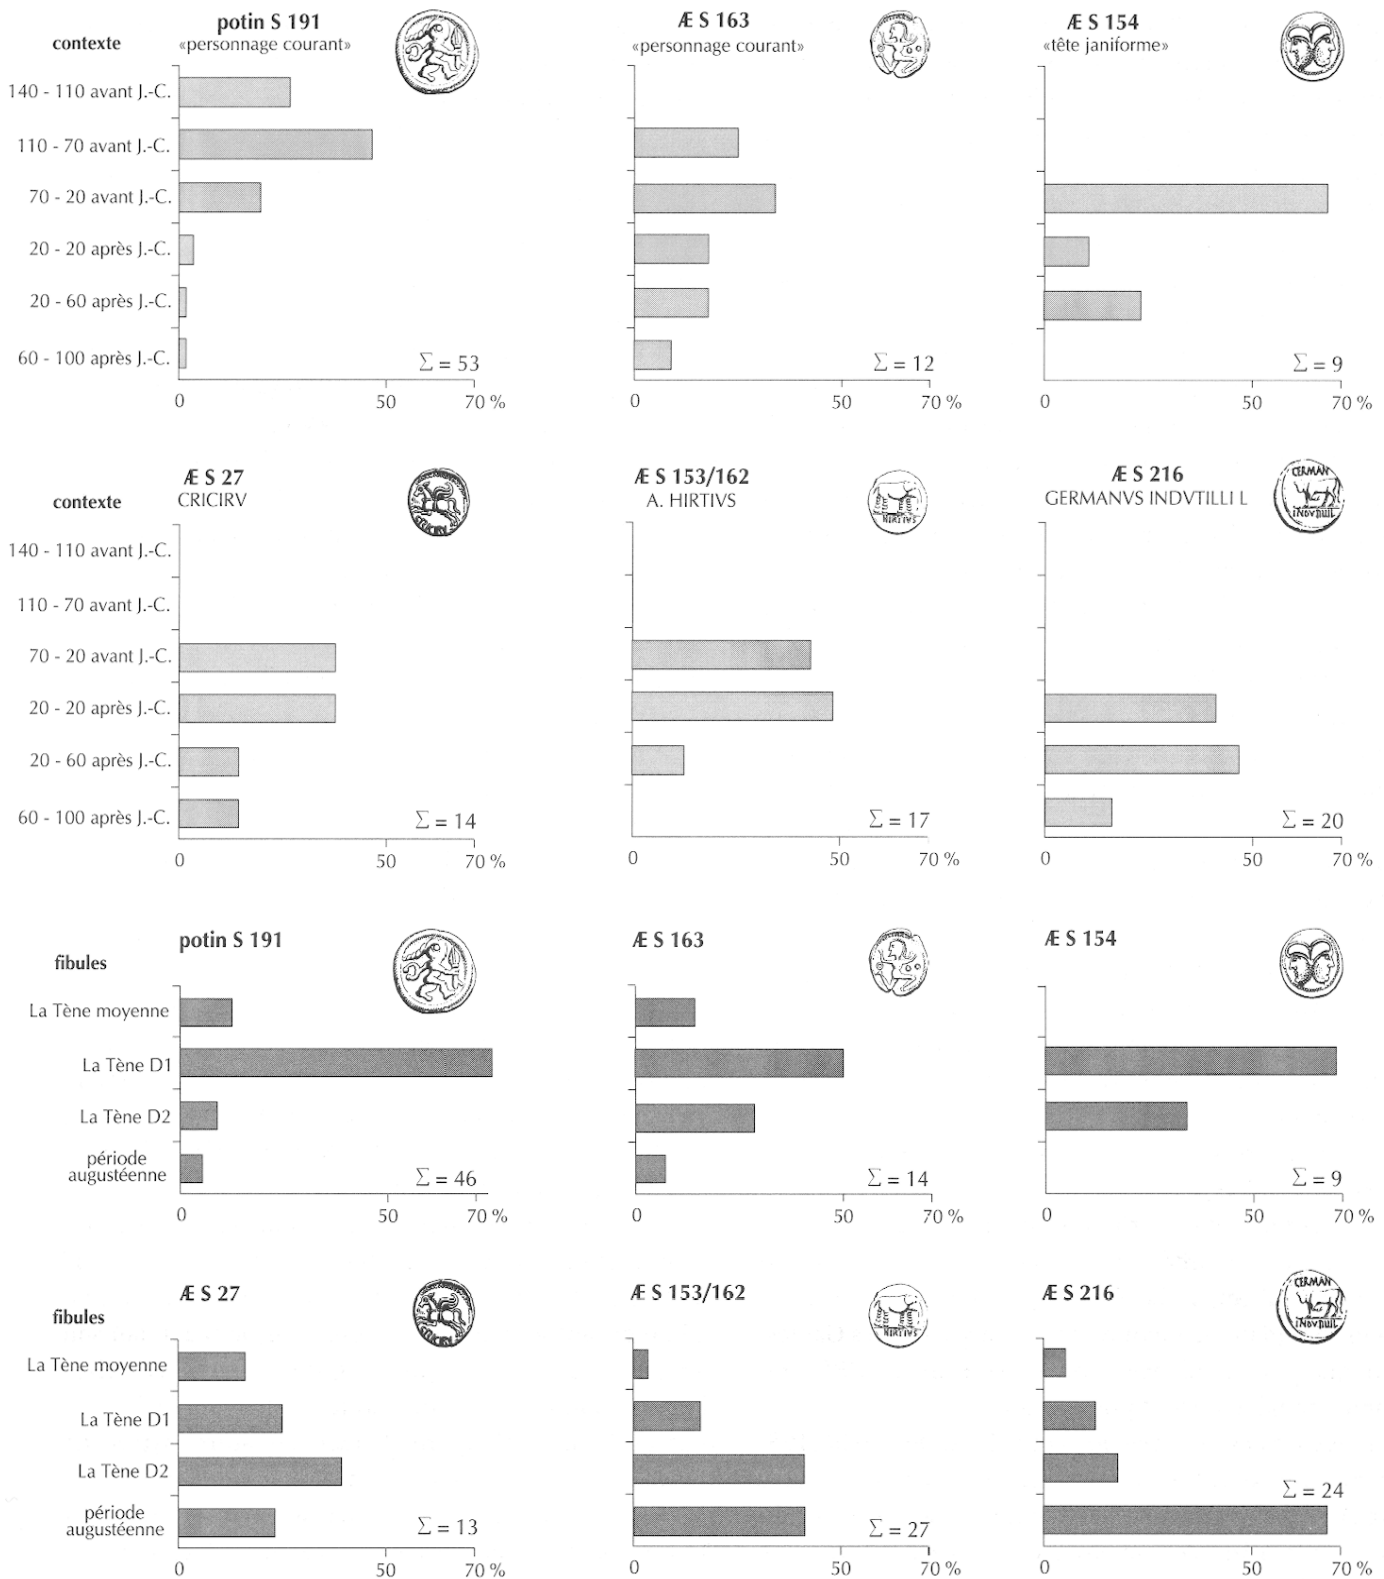 potin S 191
«personnage courant»
contexte
140 - 110 avant J.-C.
110 - 70 avant J.-C.
70 - 20 avant J.-C.
20 - 20 après J.-C.
20 - 60 après J.-C.
60 - 100 après J.-C.
Σ = 53
0 50 70 %
Æ S 163
«personnage courant»
Σ = 12
0 50 70 %
Æ S 154
«tête janiforme»
Σ = 9
0 50 70 %
Æ S 27
CRICIRV
contexte
140 - 110 avant J.-C.
110 - 70 avant J.-C.
70 - 20 avant J.-C.
20 - 20 après J.-C.
20 - 60 après J.-C.
60 - 100 après J.-C.
CRICIRV
Σ = 14
0 50 70 %
Æ S 153/162
A. HIRTIVS
Σ = 17
0 50 70 %
Æ S 216
GERMANVS INDVTILLI L
CERMAN
Σ = 20
0 50 70 %
potin S 191
fibules
La Tène moyenne
La Tène D1
La Tène D2
période
augustéenne
Σ = 46
0 50 70 %
Æ S 163
Σ = 14
0 50 70 %
Æ S 154
Σ = 9
0 50 70 %
Æ S 27
fibules
La Tène moyenne
La Tène D1
La Tène D2
période
augustéenne
CRICIRV
Σ = 13
0 50 70 %
Æ S 153/162
Σ = 27
0 50 70 %
Æ S 216
CERMAN
Σ = 24
0 50 70 %